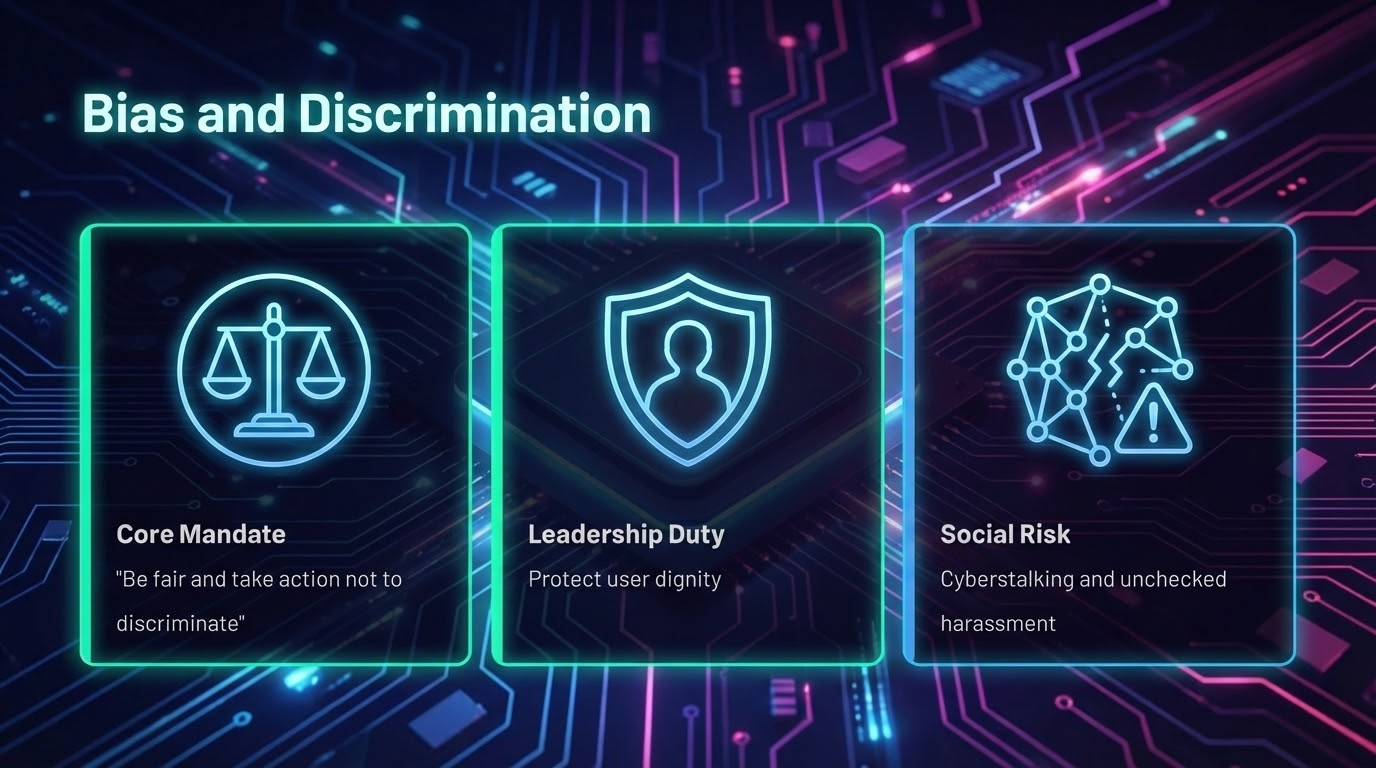 Bias and Discrimination
Core Mandate
"Be fair and take action not to
discriminate"
Leadership Duty
Protect user dignity
Social Risk
Cyberstalking and unchecked
harassment